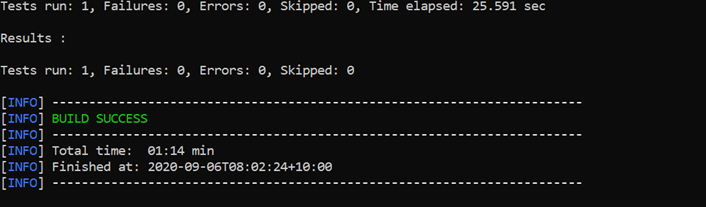 Tests run: 1, Failures: 0, Errors: 0, Skipped: 0, Time elapsed: 25.591 sec
Results :
Tests run: 1, Failures: 0, Errors: 0, Skipped: 0
[INFO] ------------------------------------------------------------------------
[INFO] BUILD SUCCESS
[INFO] ------------------------------------------------------------------------
[INFO] Total time:  01:14 min
[INFO] Finished at: 2020-09-06T08:02:24+10:00
[INFO] ------------------------------------------------------------------------